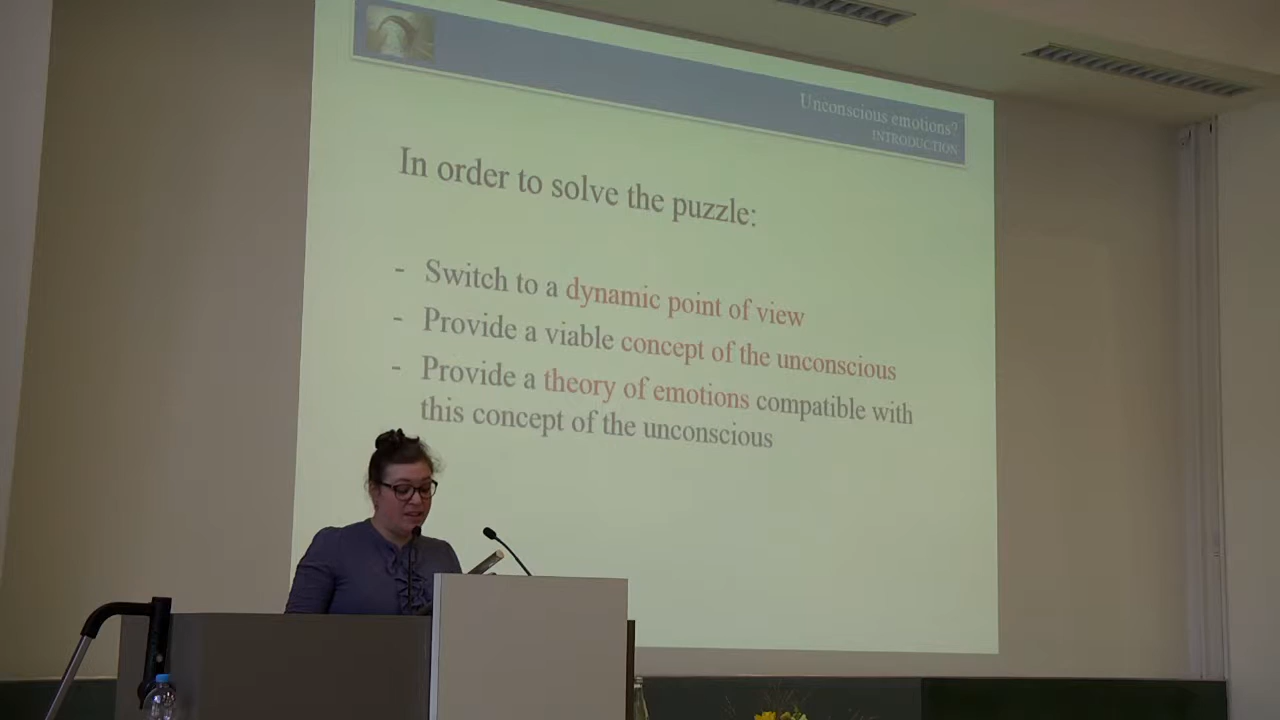 Unconscious emotions?
INTRODUCTION
In order to solve the puzzle:
- Switch to a dynamic point of view
- Provide a viable concept of the unconscious
- Provide a theory of emotions compatible with
this concept of the unconscious